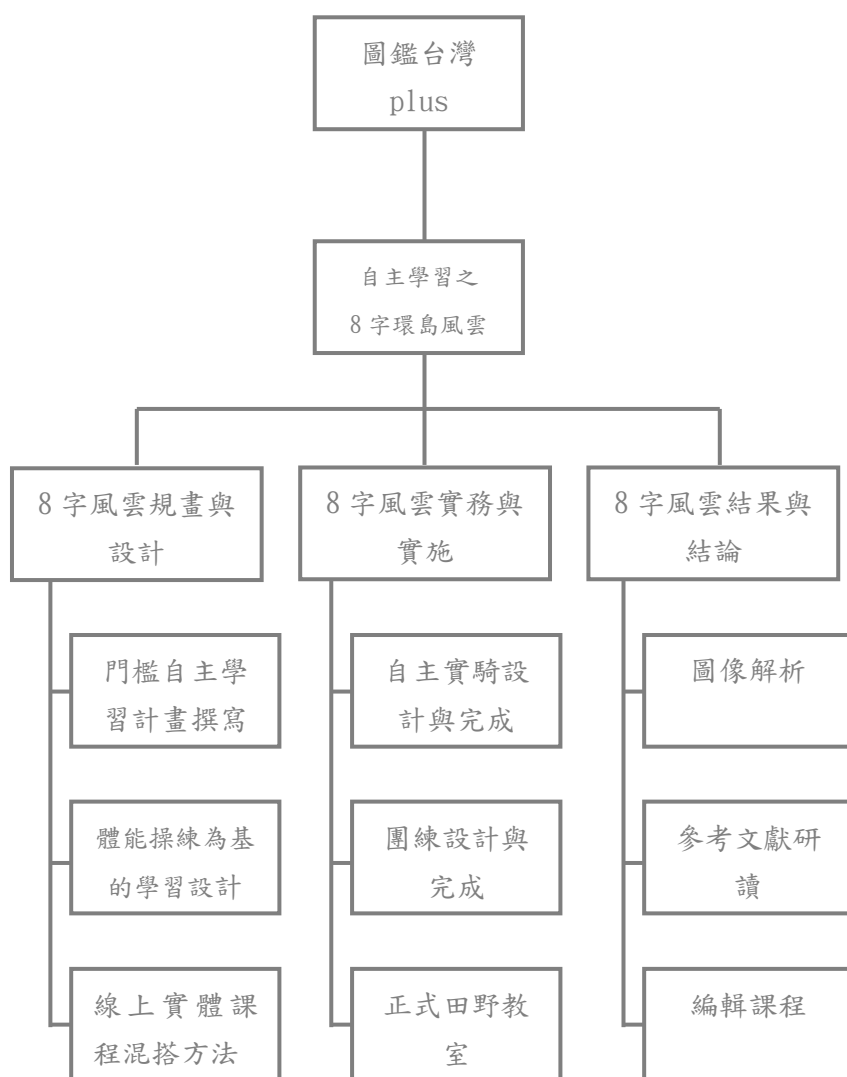 圖鑑台灣
plus
自主學習之
8字環島風雲
8字風雲規畫與
設計
8字風雲實務與
實施
8字風雲結果與
結論
門檻自主學
習計畫撰寫
體能操練為基
的學習設計
線上實體課
程混搭方法
自主實騎設
計與完成
團練設計與
完成
正式田野教
室
圖像解析
參考文獻研
讀
編輯課程